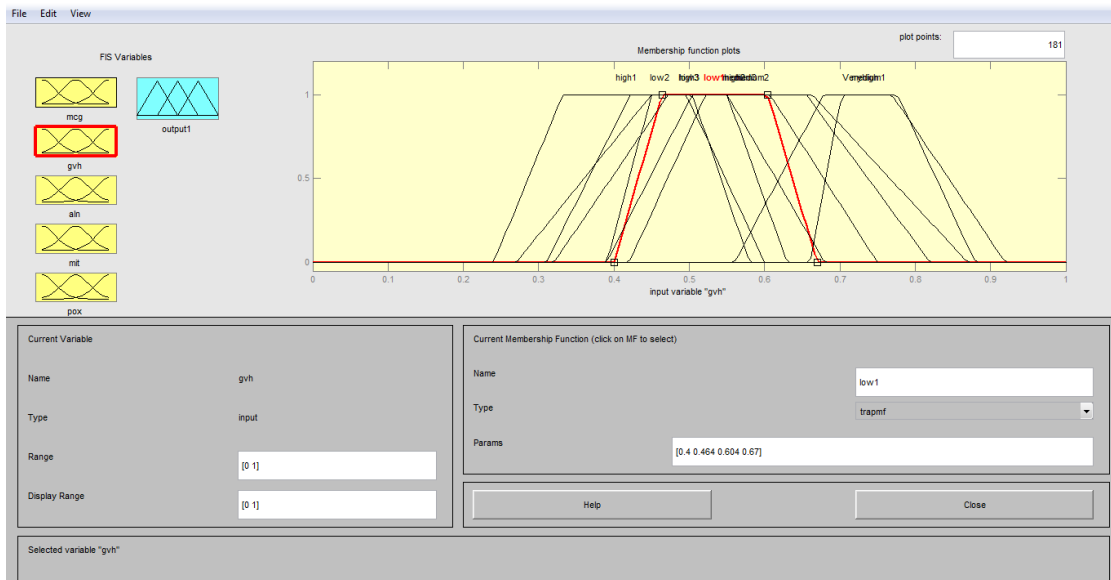 File Edit View
FIS Variables
mcg
gvh
aln
mit
pox
output1
plot points:
181
Membership function plots
high1 low2 high3 low1 Veryhigh medium1
1
0.5
0
0 0.1 0.2 0.3 0.4 0.5 0.6 0.7 0.8 0.9 1
input variable "gvh"
Current Variable
Name gvh
Type input
Range [0 1]
Display Range [0 1]
Current Membership Function (click on MF to select)
Name low1
Type trapmf
Params [0.4 0.464 0.604 0.67]
Help Close
Selected variable "gvh"